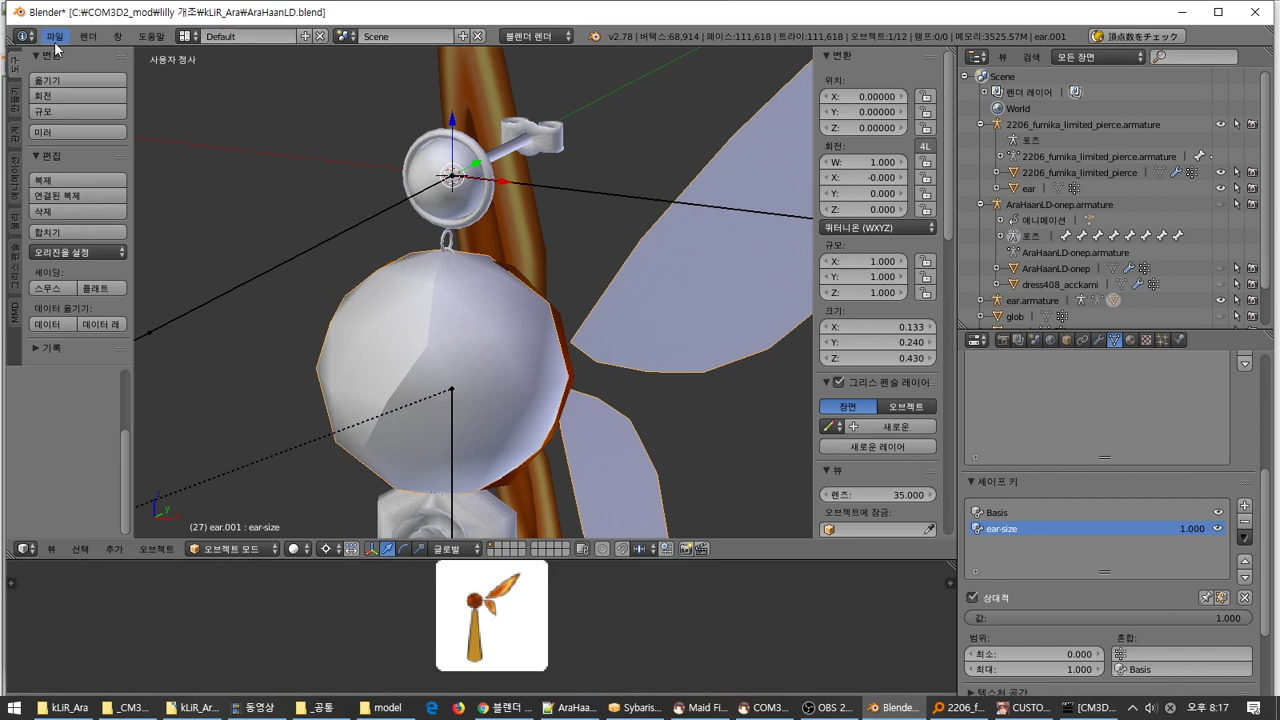 Blender* [C:₩COM3D2_mod₩lilly 개조₩kLiR_Ara₩AraHaanLD.blend]
파일 렌더 창 도움말 Default Scene 블렌더 렌더 v2.78 | 버텍스:68,914 | 페이스:111,618 | 트라이:111,618 | 오브젝트:1/12 | 램프:0/0 | 메모리:3525.57M | ear.001 頂点数をチェック
옮기기
회전
규모
미러
편집
복제
연결된 복제
삭제
합치기
오리진을 설정
셰이딩:
스무스 플래트
데이터 옮기기:
데이터 데이터 레
기록
MMD
사용자 정사
(27) ear.001 : ear-size
변환
위치:
X: 0.00000
Y: 0.00000
Z: 0.00000
회전: 4L
W: 1.000
X: -0.000
Y: 0.000
Z: 0.000
쿼터니온 (WXYZ)
규모:
X: 1.000
Y: 1.000
Z: 1.000
크기:
X: 0.133
Y: 0.240
Z: 0.430
그리스 펜슬 레이어
장면 오브젝트
새로운
새로운 레이어
뷰
렌즈: 35.000
오브젝트에 잠금:
뷰 검색 모든 장면
Scene
렌더 레이어
World
2206_fumika_limited_pierce.armature
포즈
2206_fumika_limited_pierce.armature
2206_fumika_limited_pierce
ear
AraHaanLD-onep.armature
애니메이션
포즈
AraHaanLD-onep.armature
AraHaanLD-onep
dress408_acckami
ear.armature
glob
셰이프 키
Basis
ear-size 1.000
상대적
값: 1.000
범위: 혼합:
최소: 0.000
최대: 1.000 Basis
텍스처 공간
뷰 선택 추가 오브젝트 오브젝트 모드 글로벌
kLiR_Ara _CM3... kLiR_Ar... 동영상 _공통 model 블렌더 ... AraHaa... Sybaris... Maid Fi... COM3... OBS 2... Blende... 2206_f... CUSTO... [CM3D... 오후 8:17